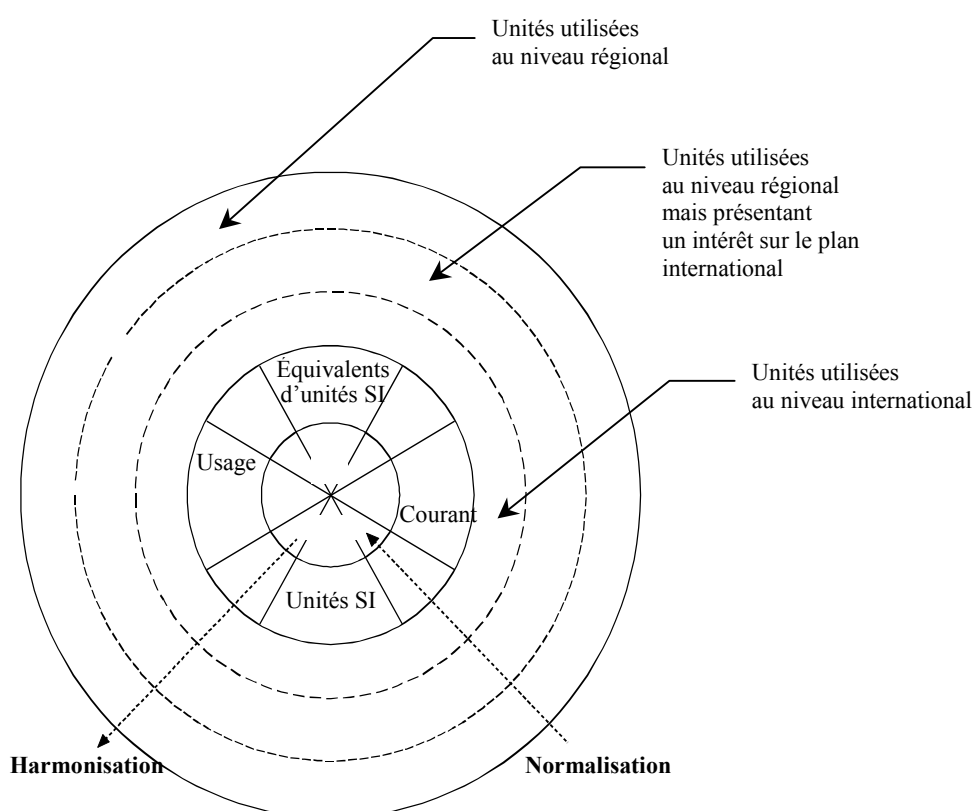 Unités utilisées
au niveau régional
Unités utilisées
au niveau régional
mais présentant
un intérêt sur le plan
international
Unités utilisées
au niveau international
Équivalents
d’unités SI
Usage
Courant
Unités SI
Harmonisation
Normalisation